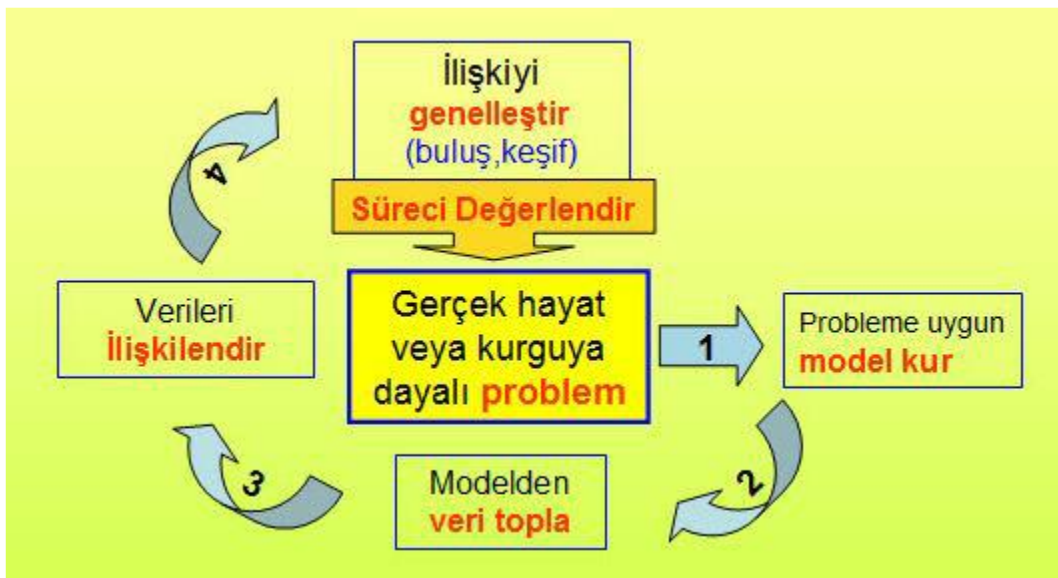 İlişkiyi
genelleştir
(buluş,keşif)
Süreci Değerlendir
Gerçek hayat
veya kurguya
dayalı problem
1
Probleme uygun
model kur
2
Modelden
veri topla
3
Verileri
İlişkilendir
4